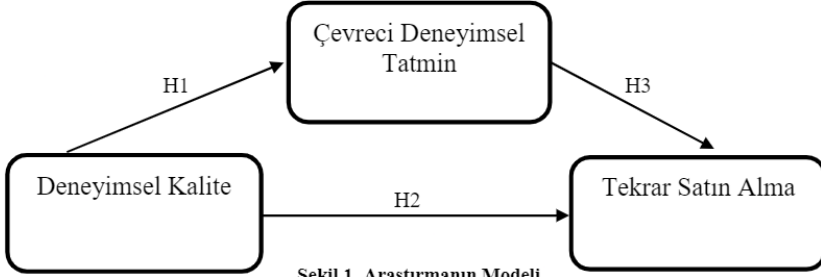 Çevreci Deneyimsel
Tatmin
H1
H3
Deneyimsel Kalite
H2
Tekrar Satın Alma
Şekil 1. Araştırmanın Modeli